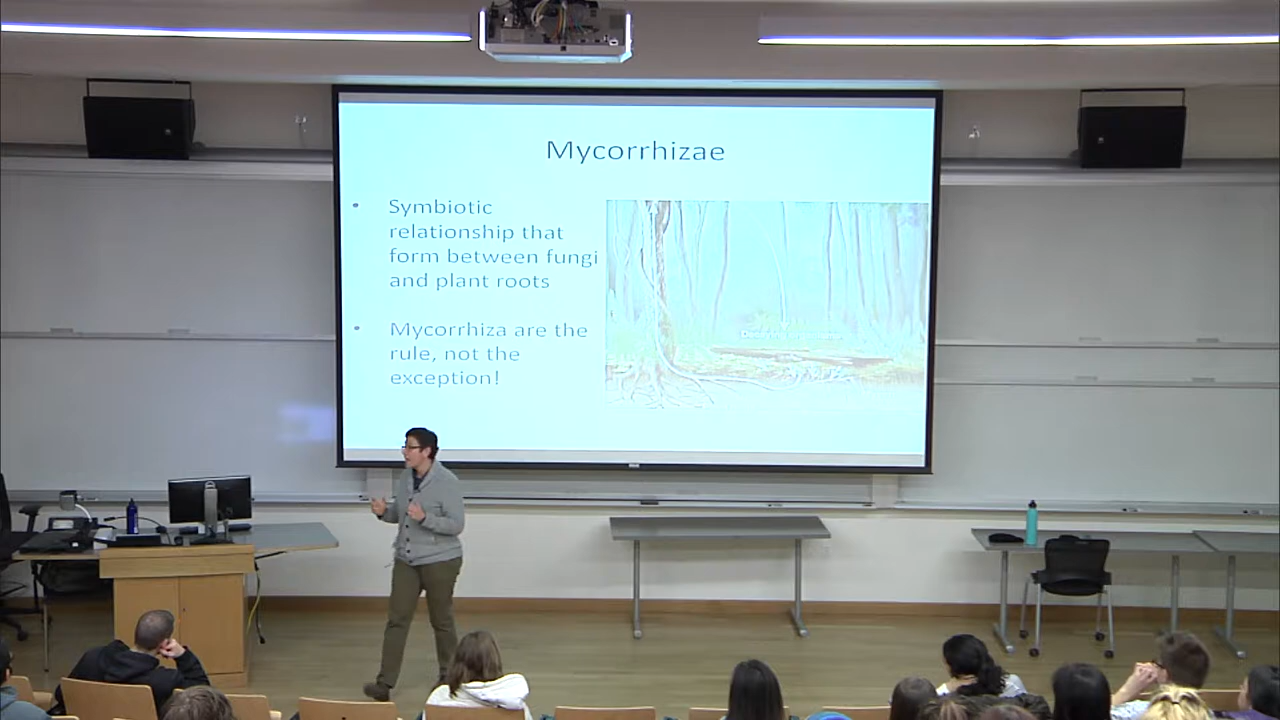 Mycorrhizae
• Symbiotic
relationship that
form between fungi
and plant roots
• Mycorrhiza are the
rule, not the
exception!